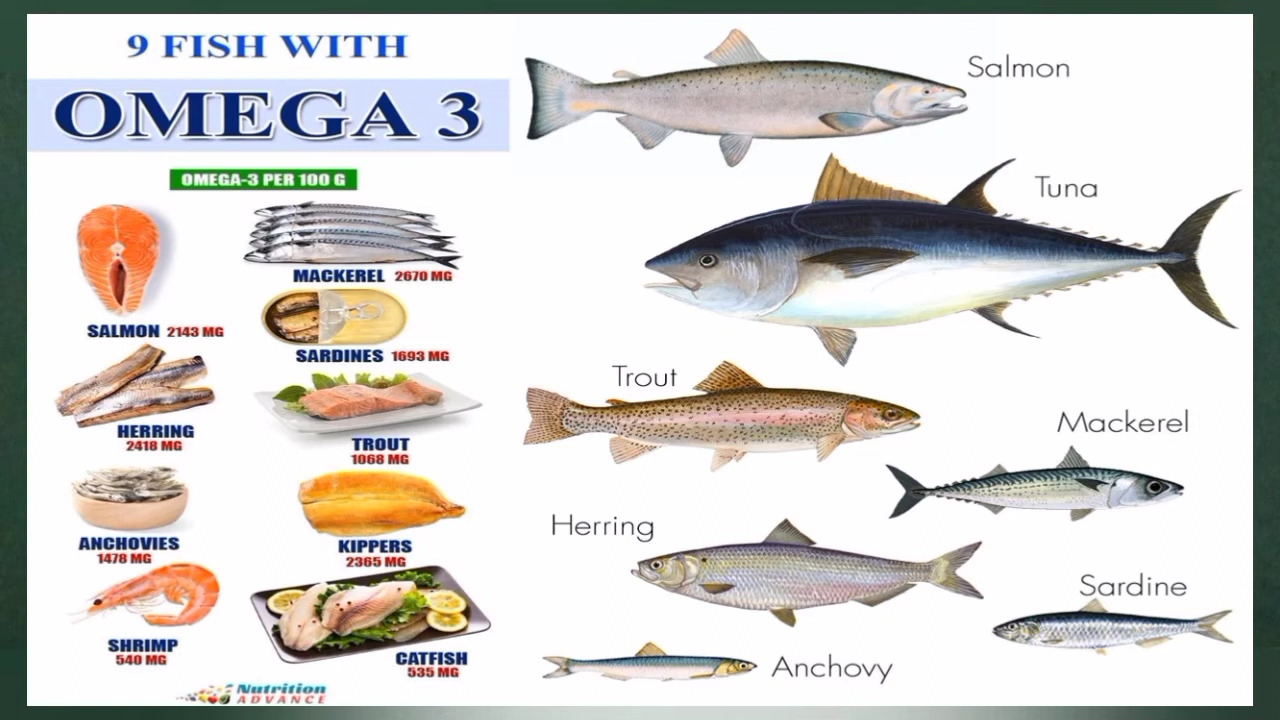 9 FISH WITH
OMEGA 3
OMEGA-3 PER 100 G
SALMON 2143 MG
MACKEREL 2670 MG
SARDINES 1693 MG
HERRING
2418 MG
TROUT
1068 MG
ANCHOVIES
1478 MG
KIPPERS
2365 MG
SHRIMP
540 MG
CATFISH
535 MG
Nutrition
ADVANCE
Salmon
Tuna
Trout
Mackerel
Herring
Sardine
Anchovy